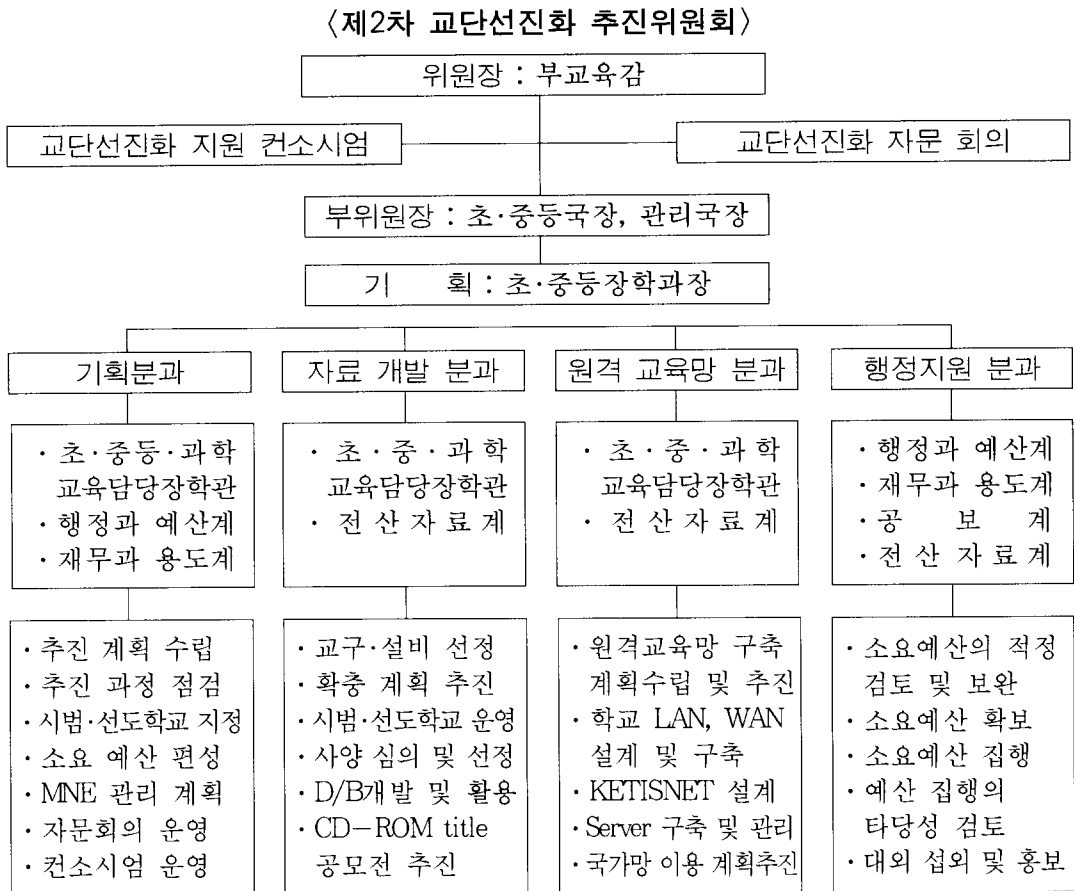 〈제2차 교단선진화 추진위원회〉
위원장 : 부교육감
교단선진화 지원 컨소시엄
교단선진화 자문 회의
부위원장 : 초·중등국장, 관리국장
기 획 : 초·중등장학과장
기획분과
· 초·중등·과학
교육담당장학관
· 행정과 예산계
· 재무과 용도계
· 추진 계획 수립
· 추진 과정 점검
· 시범·선도학교 지정
· 소요 예산 편성
· MNE 관리 계획
· 자문회의 운영
· 컨소시엄 운영
자료 개발 분과
· 초·중·과학
교육담당장학관
· 전산자료계
· 교구·설비 선정
· 확충 계획 추진
· 시범·선도학교 운영
· 사양 심의 및 선정
· D/B개발 및 활용
· CD-ROM title
공모전 추진
원격 교육망 분과
· 초·중·과학
교육담당장학관
· 전산자료계
· 원격교육망 구축
계획수립 및 추진
· 학교 LAN, WAN
설계 및 구축
· KETISNET 설계
· Server 구축 및 관리
· 국가망 이용 계획추진
행정지원 분과
· 행정과 예산계
· 재무과 용도계
· 공 보 계
· 전산자료계
· 소요예산의 적정
검토 및 보완
· 소요예산 확보
· 소요예산 집행
· 예산 집행의
타당성 검토
· 대외 섭외 및 홍보